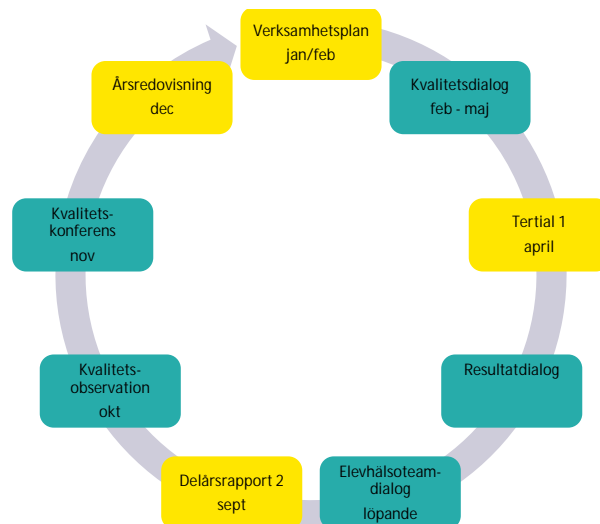 Verksamhetsplan
jan/feb
Kvalitetsdialog
feb - maj
Tertial 1
april
Resultatdialog
Elevhälsoteam-
dialog
löpande
Delårsrapport 2
sept
Kvalitets-
observation
okt
Kvalitets-
konferens
nov
Årsredovisning
dec